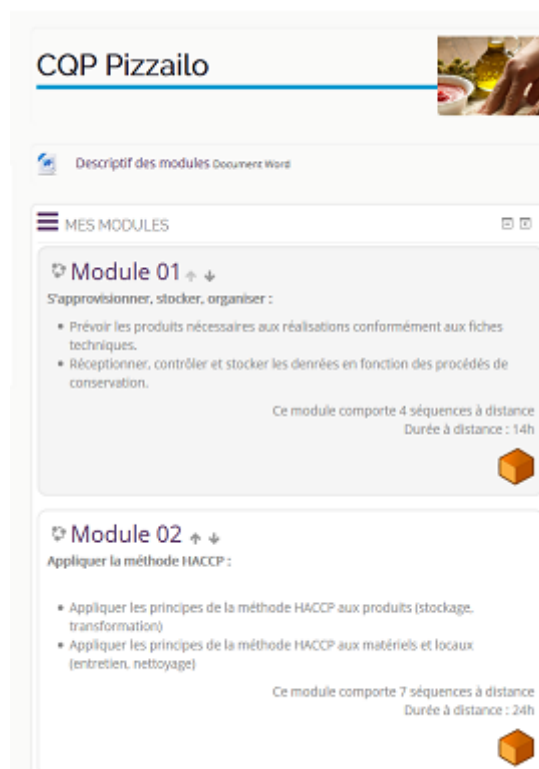 CQP Pizzailo
Descriptif des modules Document Word
MES MODULES
Module 01
S'approvisionner, stocker, organiser :
Prévoir les produits nécessaires aux réalisations conformément aux fiches
techniques.
Réceptionner, contrôler et stocker les denrées en fonction des procédés de
conservation.
Ce module comporte 4 séquences à distance
Durée à distance : 14h
Module 02
Appliquer la méthode HACCP :
Appliquer les principes de la méthode HACCP aux produits (stockage,
transformation)
Appliquer les principes de la méthode HACCP aux matériels et locaux
(entretien, nettoyage)
Ce module comporte 7 séquences à distance
Durée à distance : 24h